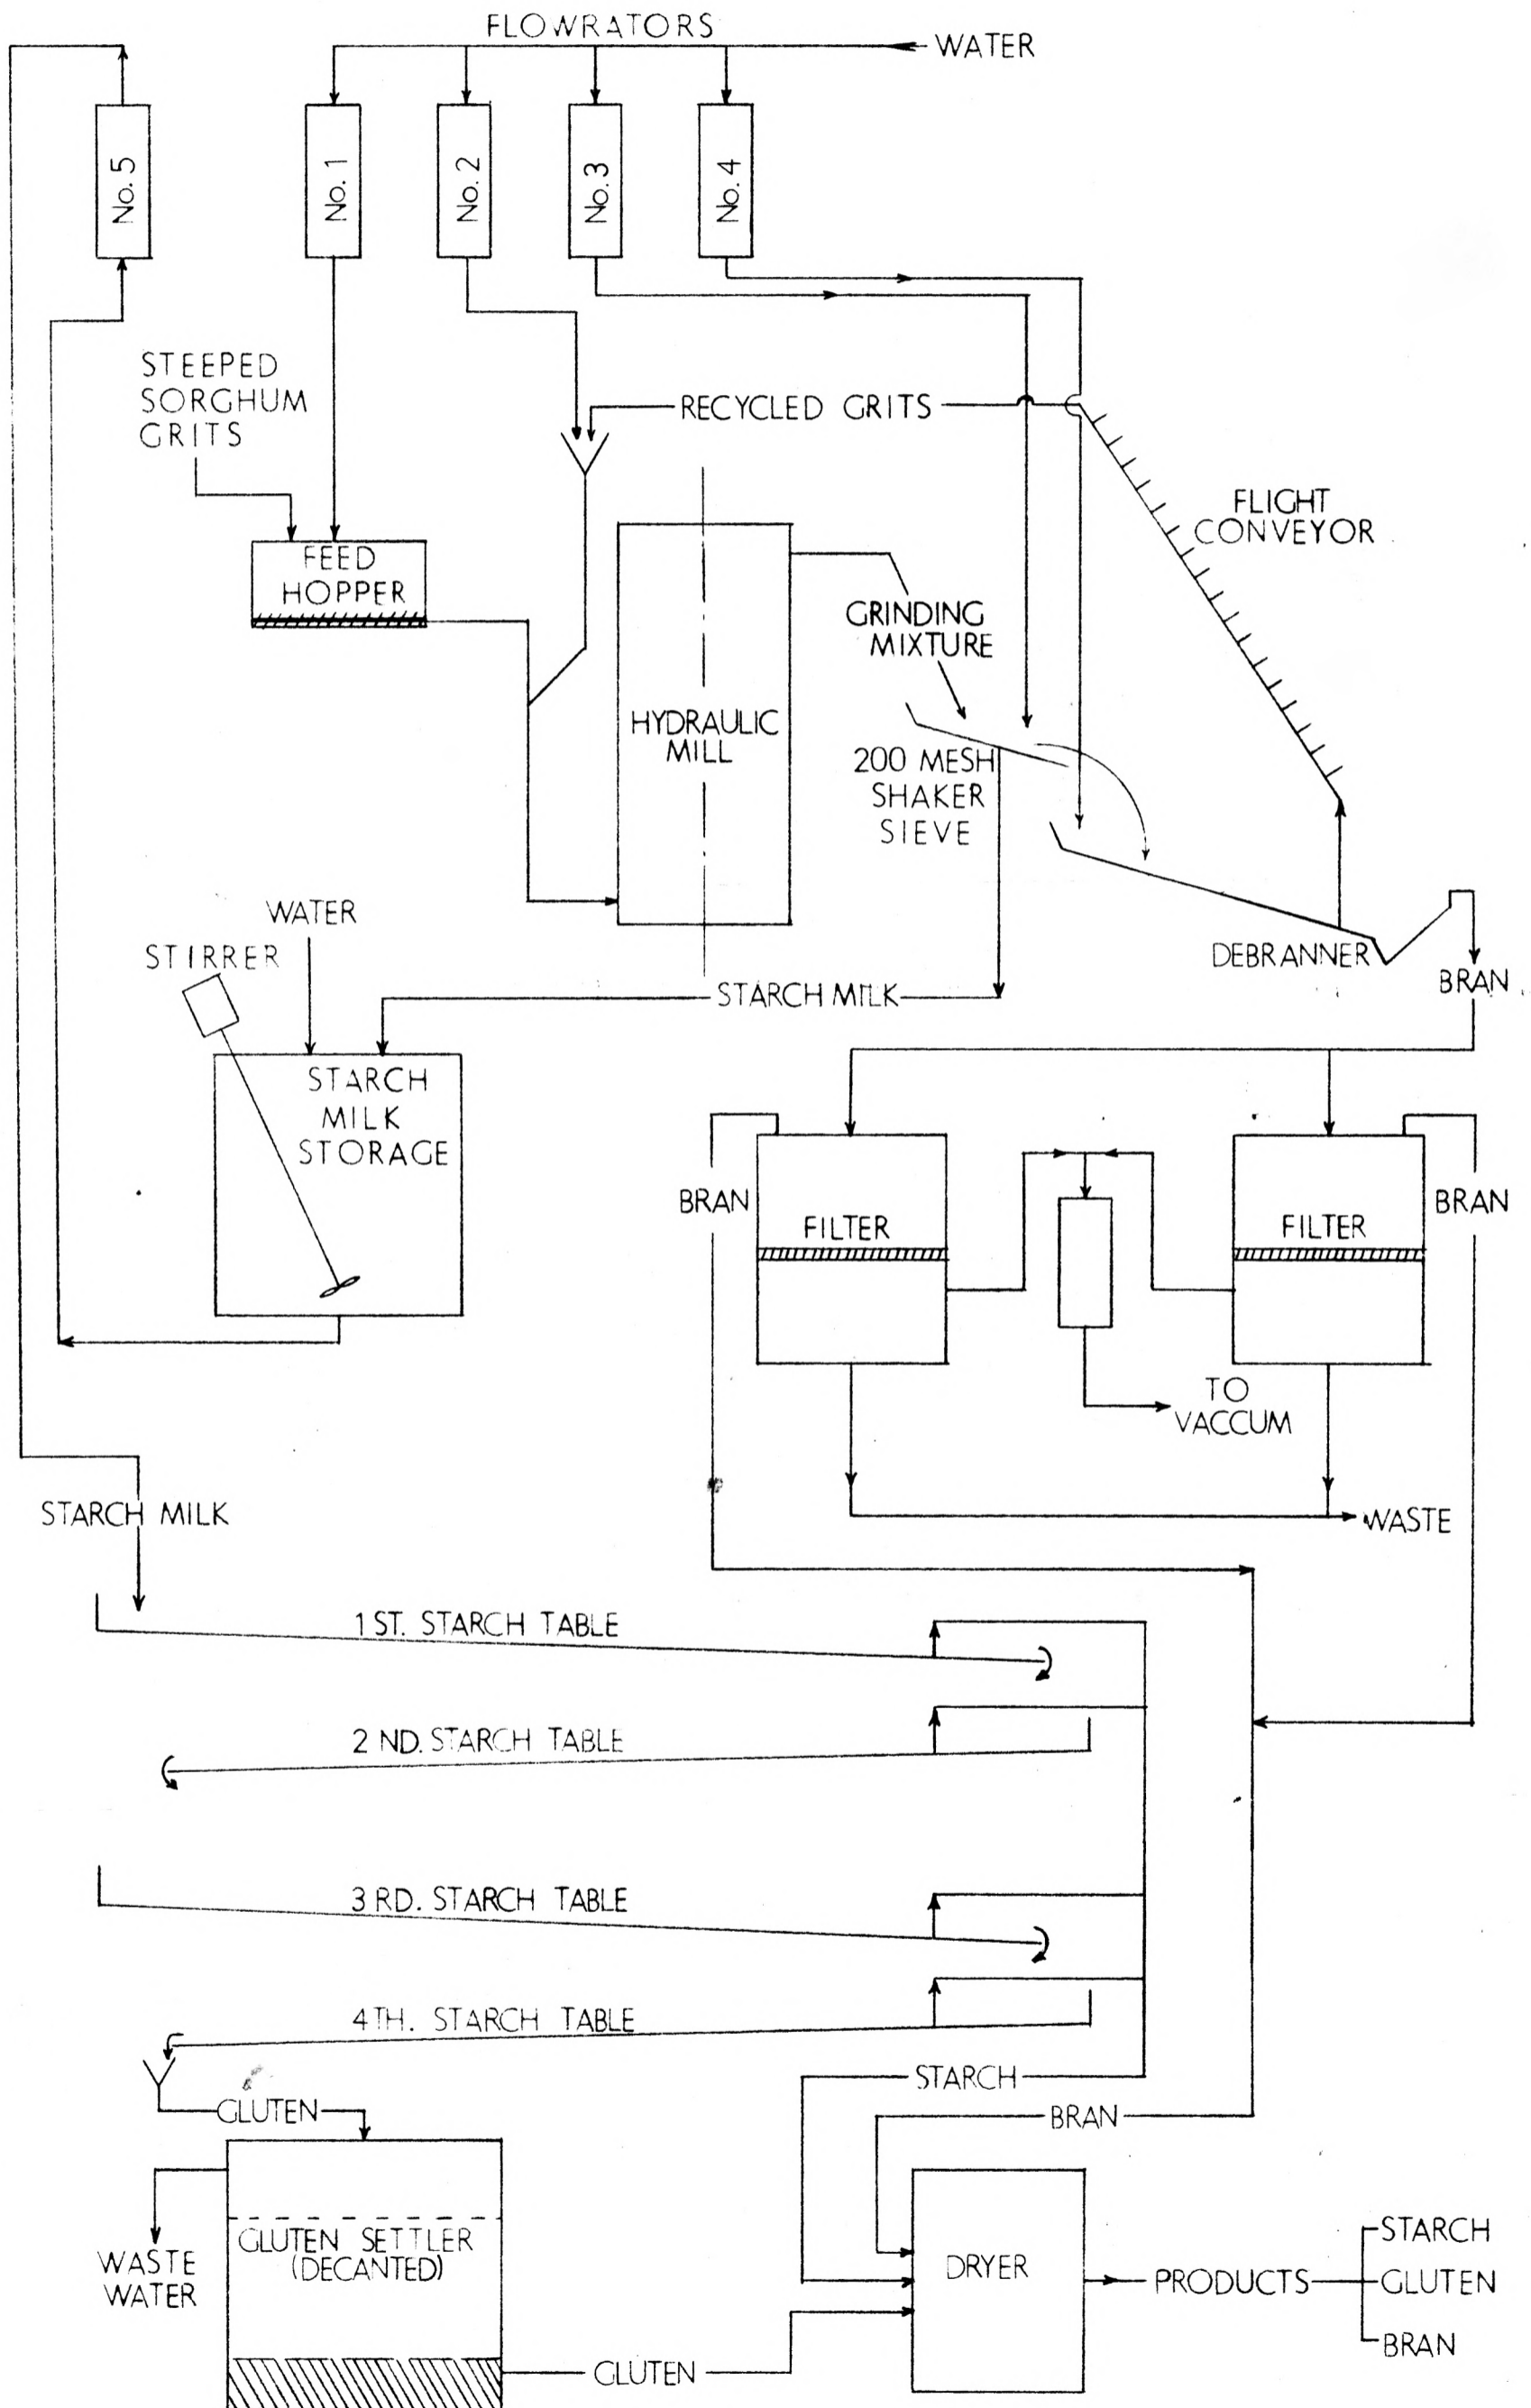 FLOWRATORS
WATER
No. 5
No. 1
No. 2
No. 3
No. 4
STEEPED
SORGHUM
GRITS
RECYCLED GRITS
FLIGHT
CONVEYOR
FEED
HOPPER
GRINDING
MIXTURE
HYDRAULIC
MILL
200 MESH
SHAKER
SIEVE
WATER
STIRRER
DEBRANNER
BRAN
STARCH MILK
STARCH
MILK
STORAGE
BRAN
FILTER
FILTER
BRAN
TO
VACCUM
STARCH MILK
WASTE
1 ST. STARCH TABLE
2 ND. STARCH TABLE
3 RD. STARCH TABLE
4 TH. STARCH TABLE
STARCH
GLUTEN
BRAN
GLUTEN SETTLER
(DECANTED)
WASTE
WATER
DRYER
PRODUCTS
STARCH
GLUTEN
BRAN
GLUTEN